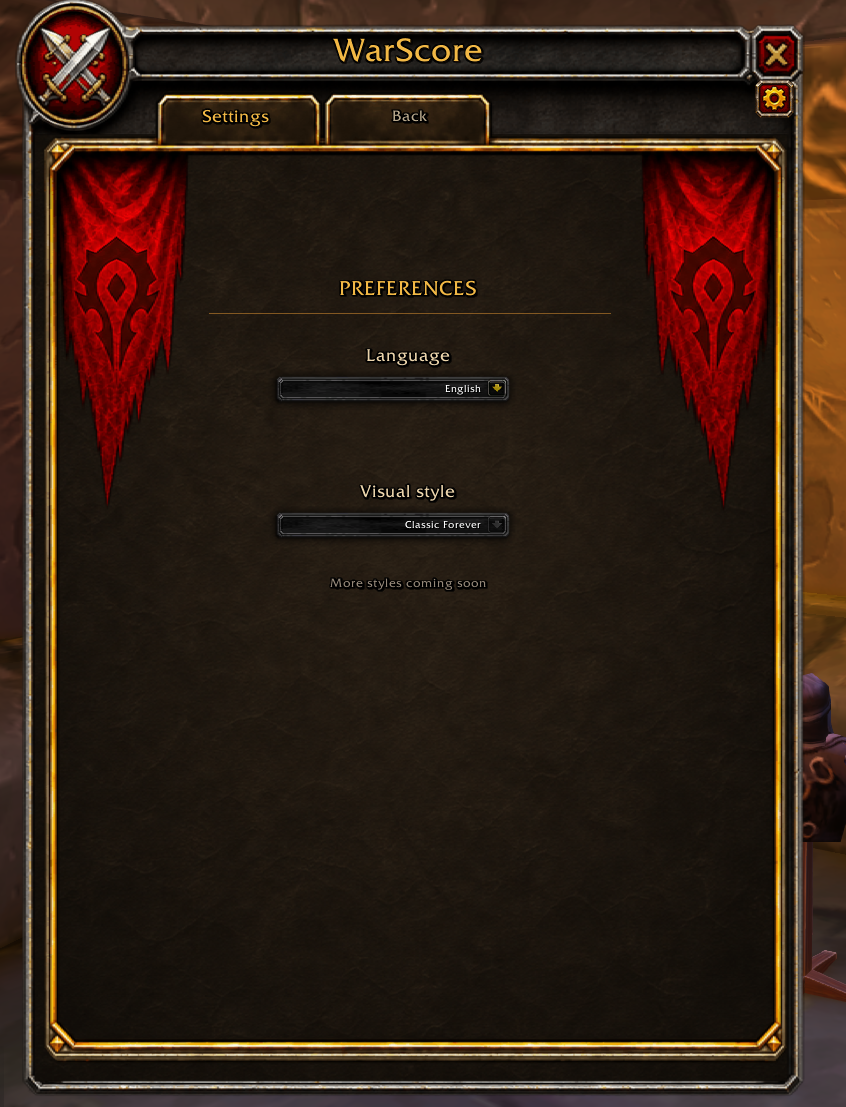 WarScore
Settings
Back
PREFERENCES
Language
English
Visual style
Classic Forever
More styles coming soon